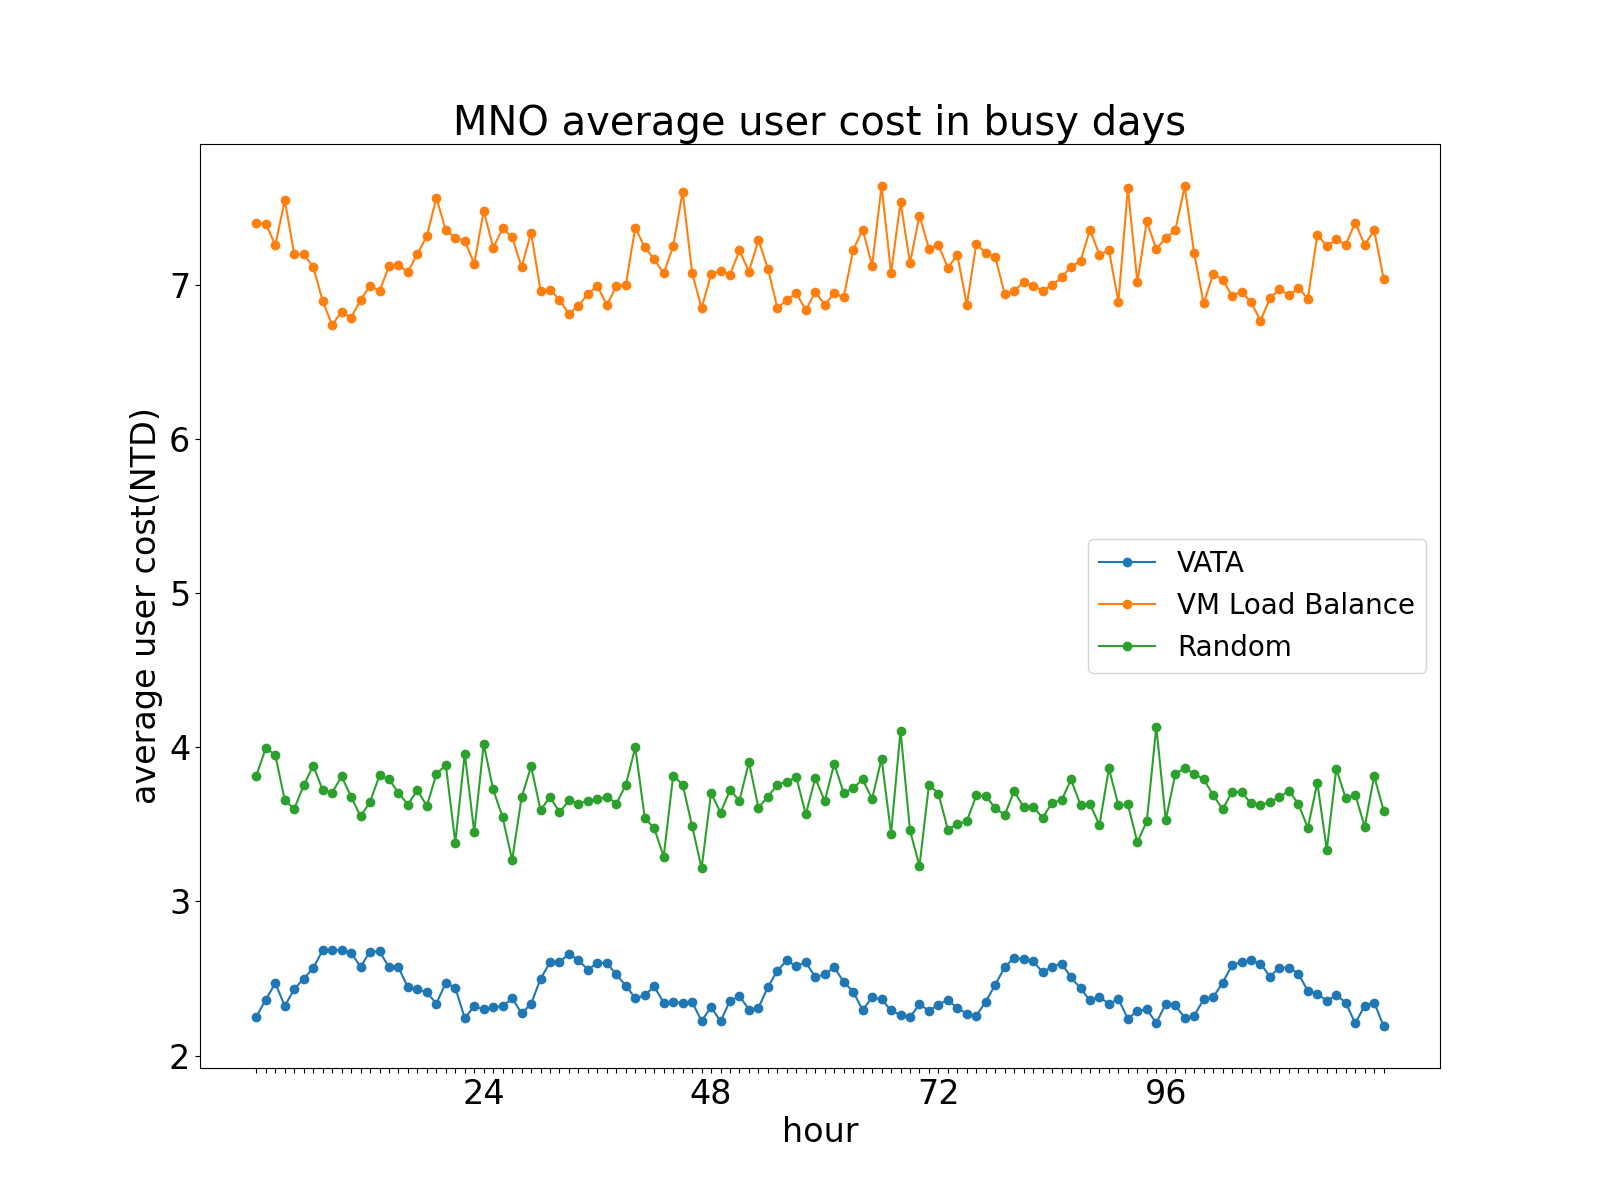 MNO average user cost in busy days
average user cost(NTD)
7
6
5
4
3
2
VATA
VM Load Balance
Random
24 48 72 96
hour